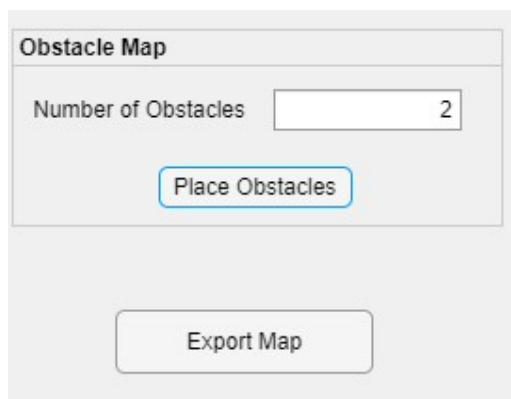 Obstacle Map
Number of Obstacles 2
Place Obstacles
Export Map